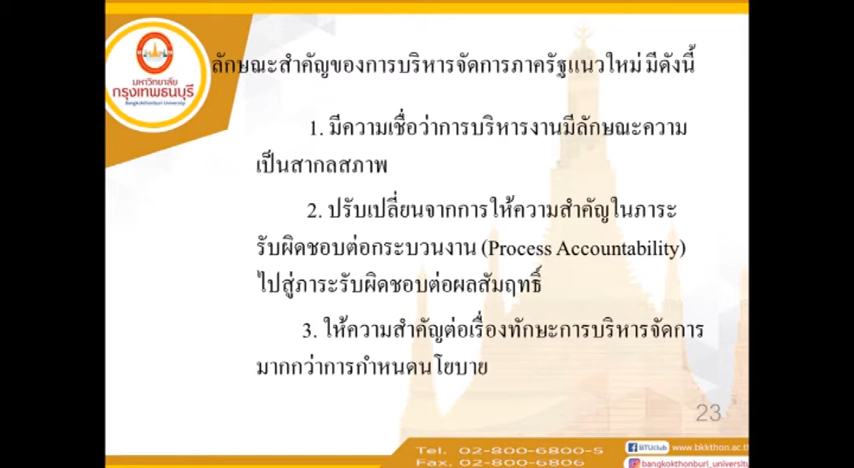 มหาวิทยาลัย
กรุงเทพธนบุรี
Bangkokthonburi University
ลักษณะสำคัญของการบริหารจัดการภาครัฐแนวใหม่ มีดังนี้
1. มีความเชื่อว่าการบริหารงานมีลักษณะความ
เป็นสากลสภาพ
2. ปรับเปลี่ยนจากการให้ความสำคัญในภาระ
รับผิดชอบต่อกระบวนงาน (Process Accountability)
ไปสู่ภาระรับผิดชอบต่อผลสัมฤทธิ์
3. ให้ความสำคัญต่อเรื่องทักษะการบริหารจัดการ
มากกว่าการกำหนดนโยบาย
23
Tel. 02-800-6800-5
Fax. 02-800-6806
BTUclub www.bkkthon.ac.th
bangkokthonburi_university